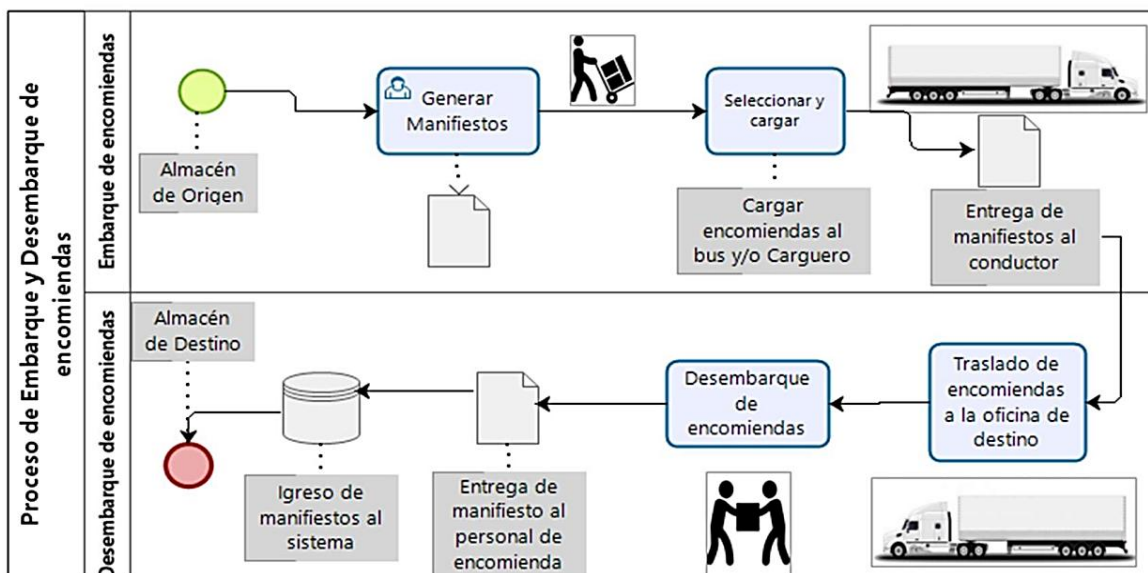 Proceso de Embarque y Desembarque de
encomiendas
Embarque de encomiendas
Almacén
de Origen
Generar
Manifiestos
Seleccionar y
cargar
Cargar
encomiendas al
bus y/o Carguero
Entrega de
manifiestos al
conductor
Desembarque de encomiendas
Almacén
de Destino
Igreso de
manifiestos al
sistema
Entrega de
manifiesto al
personal de
encomienda
Desembarque
de
encomiendas
Traslado de
encomiendas
a la oficina de
destino